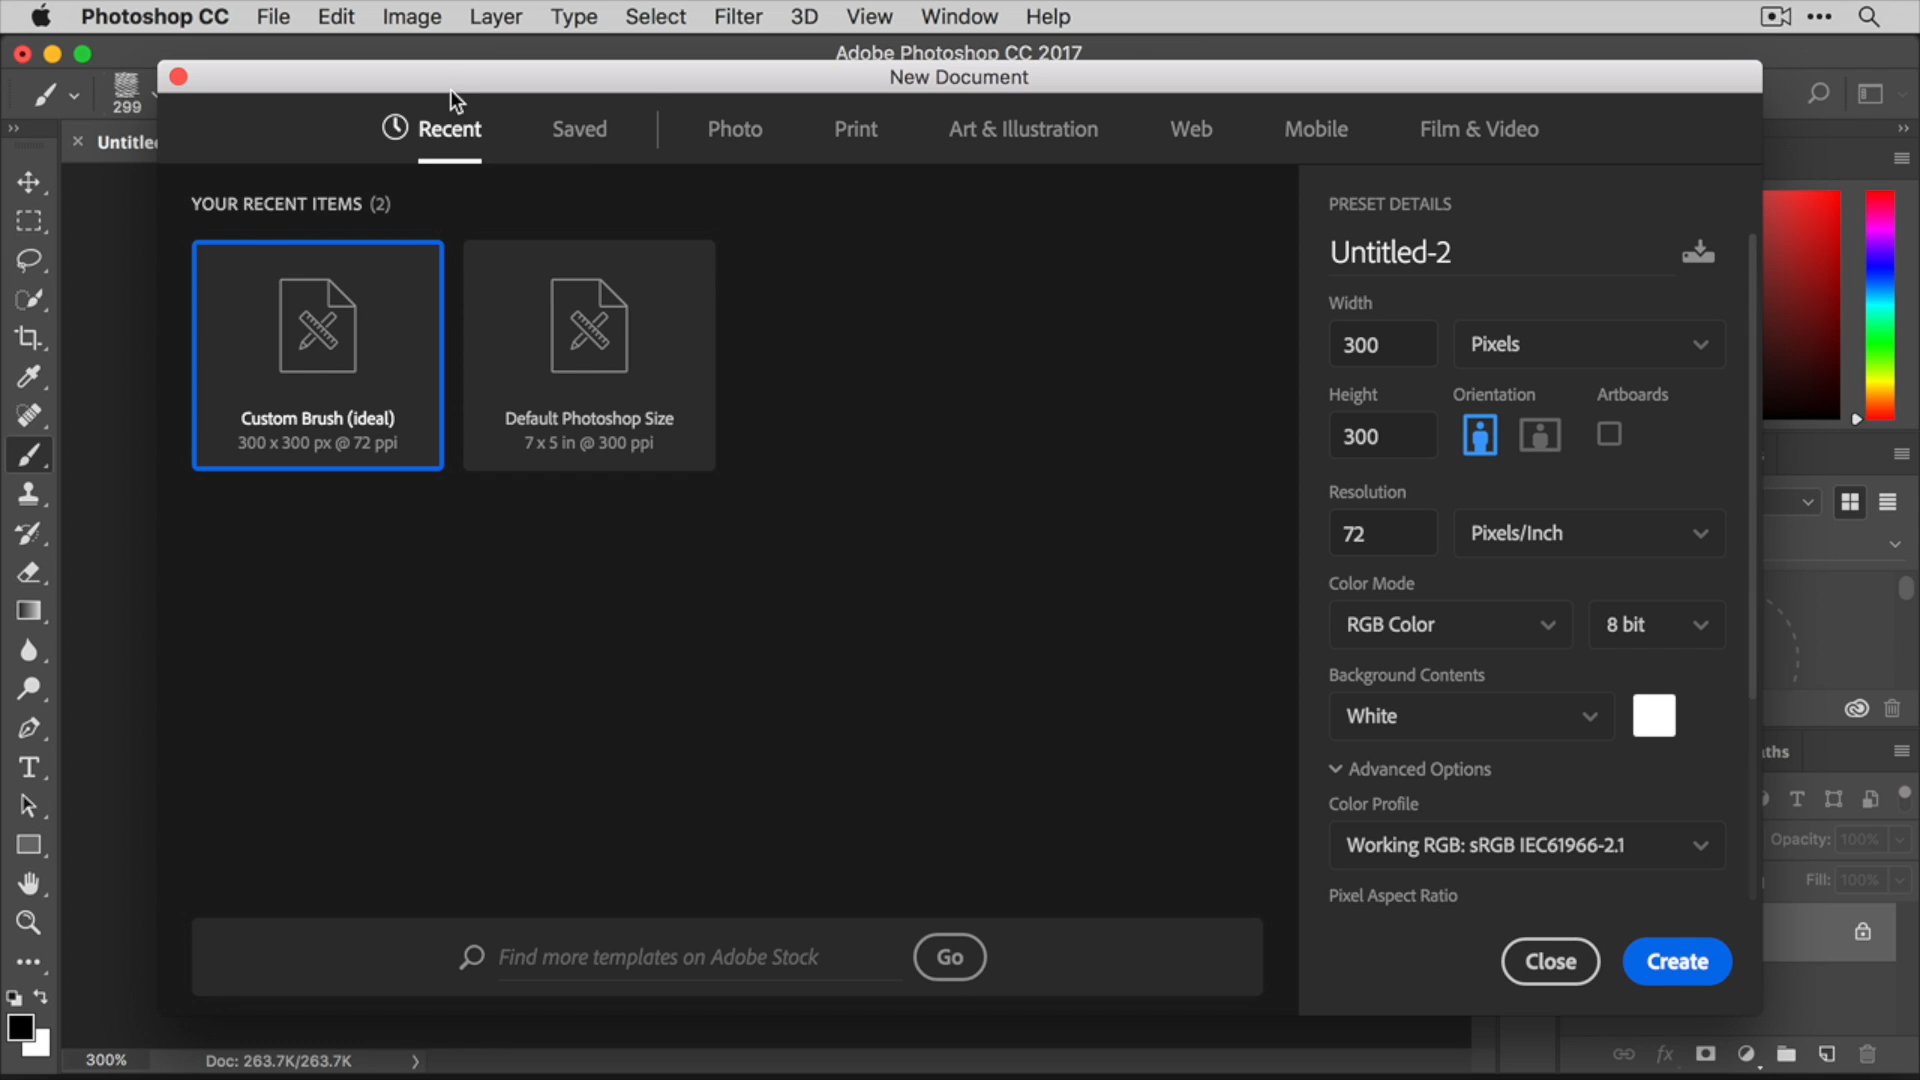 Photoshop CC File Edit Image Layer Type Select Filter 3D View Window Help
Adobe Photoshop CC 2017
New Document
299
Recent Saved Photo Print Art & Illustration Web Mobile Film & Video
YOUR RECENT ITEMS (2)
Custom Brush (ideal)
300 x 300 px @ 72 ppi
Default Photoshop Size
7 x 5 in @ 300 ppi
Find more templates on Adobe Stock
Go
PRESET DETAILS
Untitled-2
Width
300 Pixels
Height Orientation Artboards
300
Resolution
72 Pixels/Inch
Color Mode
RGB Color 8 bit
Background Contents
White
Advanced Options
Color Profile
Working RGB: sRGB IEC61966-2.1
Pixel Aspect Ratio
Close Create
Opacity: 100%
Fill: 100%
fx
300% Doc: 263.7K/263.7K